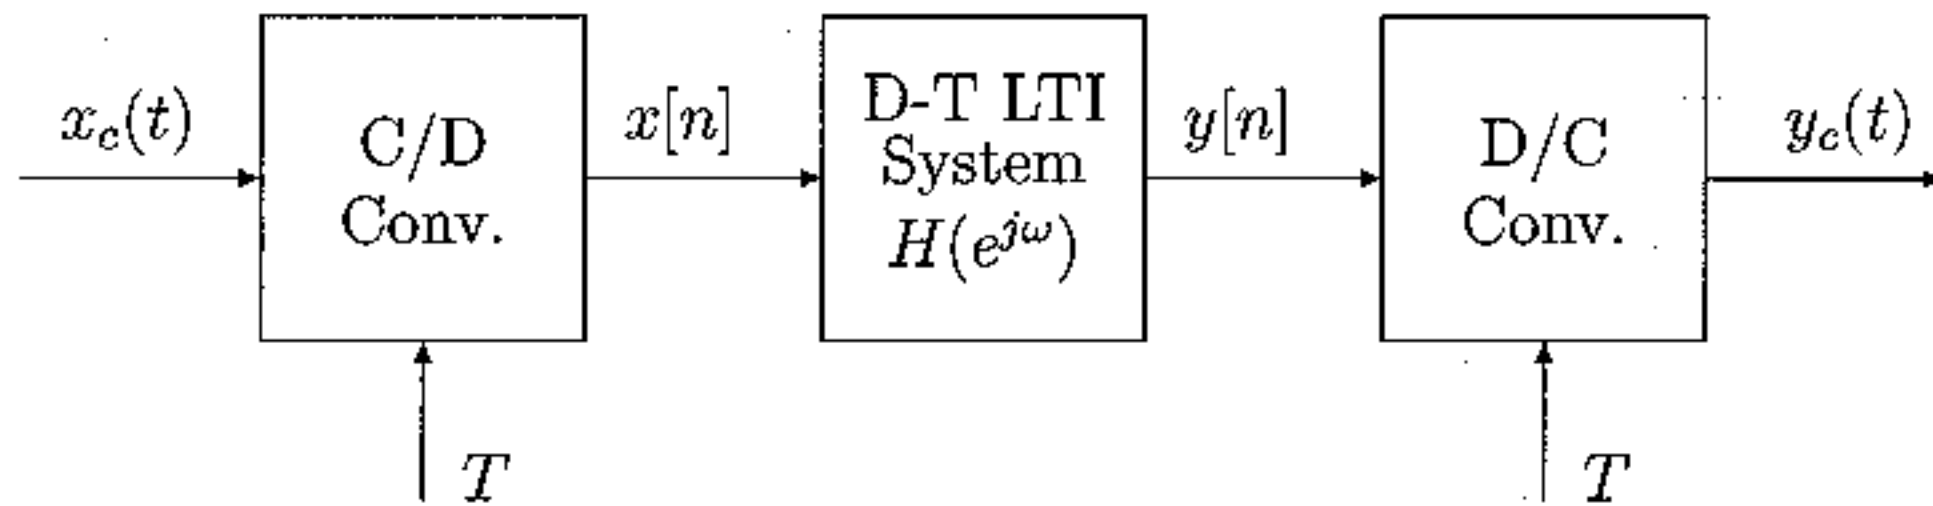 x_c(t)
C/D
Conv.
x[n]
D-T LTI
System
H(e^{jω})
y[n]
D/C
Conv.
y_c(t)
T
T